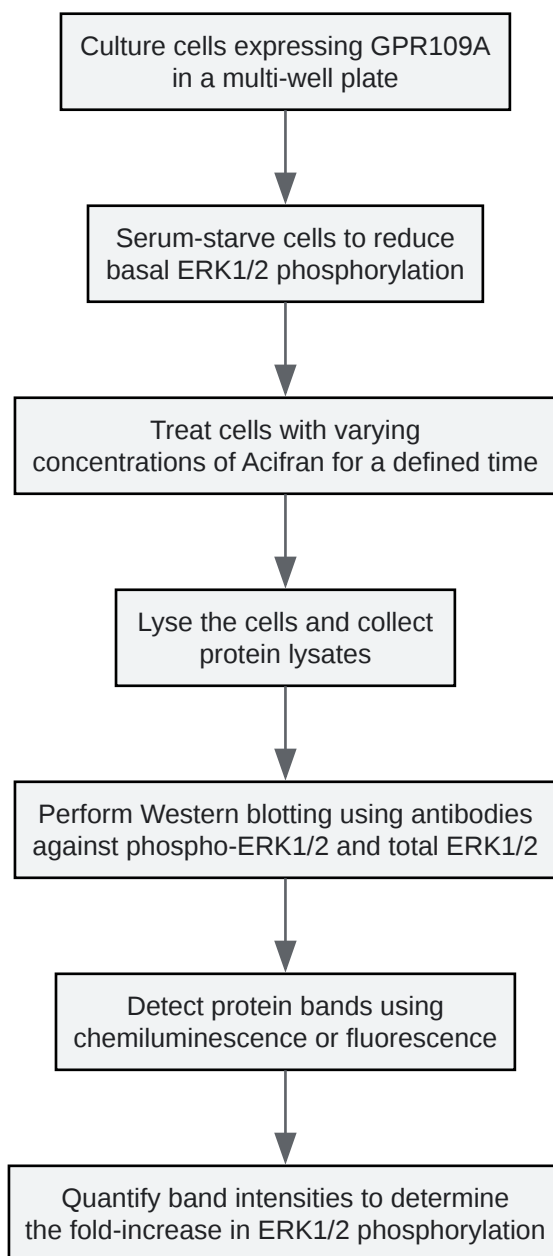 Culture cells expressing GPR109A
in a multi-well plate
Serum-starve cells to reduce
basal ERK1/2 phosphorylation
Treat cells with varying
concentrations of Acifran for a defined time
Lyse the cells and collect
protein lysates
Perform Western blotting using antibodies
against phospho-ERK1/2 and total ERK1/2
Detect protein bands using
chemiluminescence or fluorescence
Quantify band intensities to determine
the fold-increase in ERK1/2 phosphorylation